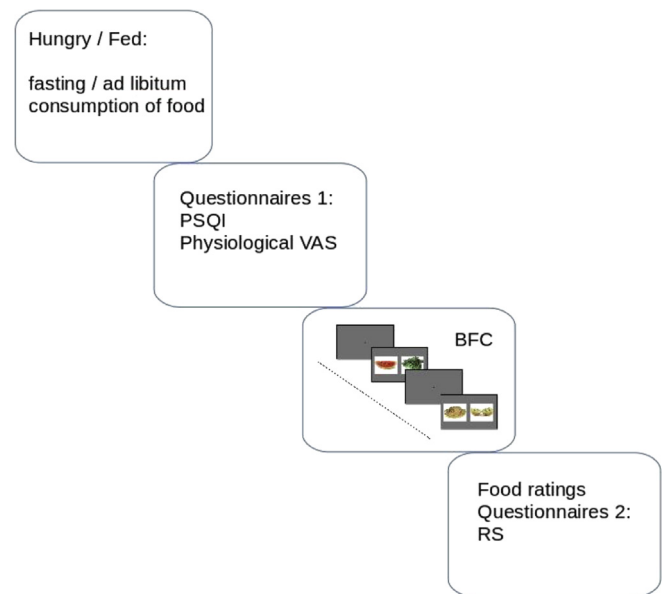 Hungry / Fed:
fasting / ad libitum
consumption of food
Questionnaires 1:
PSQI
Physiological VAS
BFC
Food ratings
Questionnaires 2:
RS